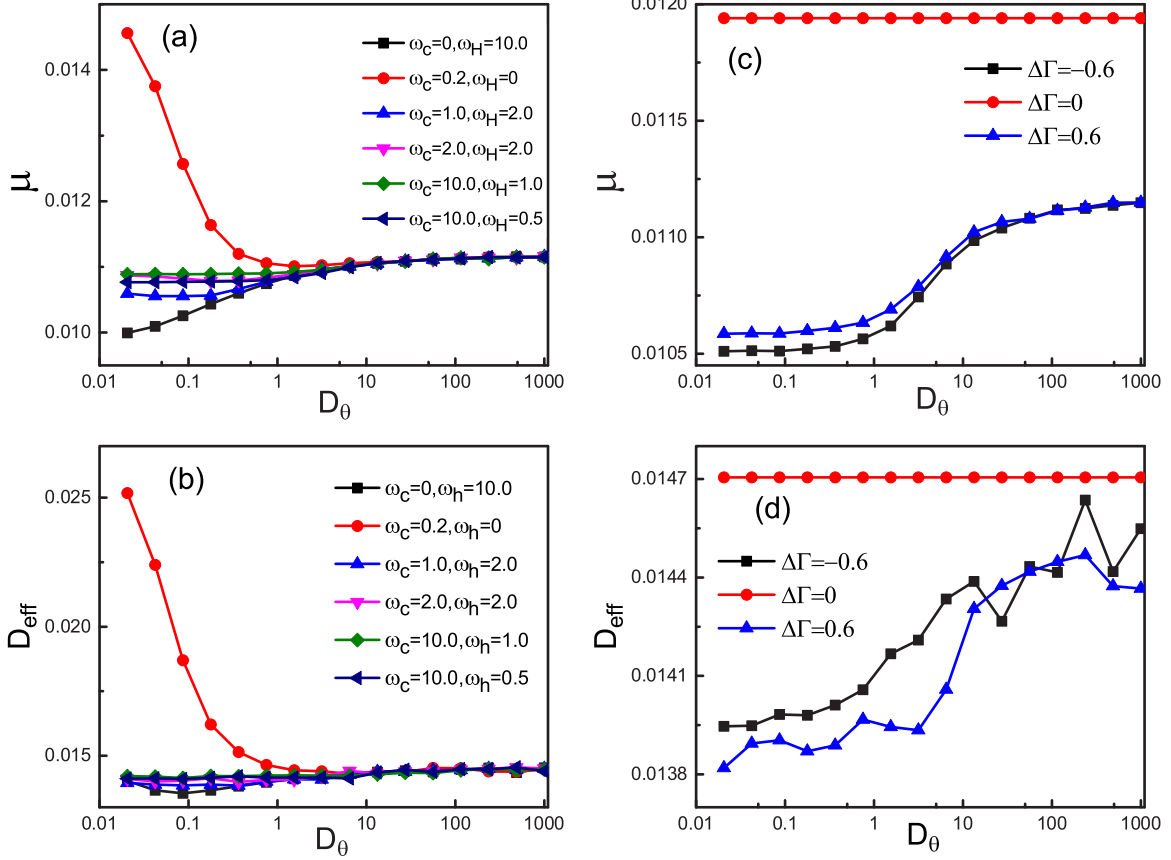 (a)
ω_c=0,ω_H=10.0
ω_c=0.2,ω_H=0
ω_c=1.0,ω_H=2.0
ω_c=2.0,ω_H=2.0
ω_c=10.0,ω_H=1.0
ω_c=10.0,ω_H=0.5
0.014
0.012
0.010
μ
0.01
0.1
1
10
100
1000
D_θ
(c)
ΔΓ=−0.6
ΔΓ=0
ΔΓ=0.6
0.0120
0.0115
0.0110
0.0105
μ
0.01
0.1
1
10
100
1000
D_θ
(b)
ω_c=0,ω_h=10.0
ω_c=0.2,ω_h=0
ω_c=1.0,ω_h=2.0
ω_c=2.0,ω_h=2.0
ω_c=10.0,ω_h=1.0
ω_c=10.0,ω_h=0.5
0.025
0.020
0.015
D_eff
0.01
0.1
1
10
100
1000
D_θ
(d)
ΔΓ=−0.6
ΔΓ=0
ΔΓ=0.6
0.0147
0.0144
0.0141
0.0138
D_eff
0.01
0.1
1
10
100
1000
D_θ